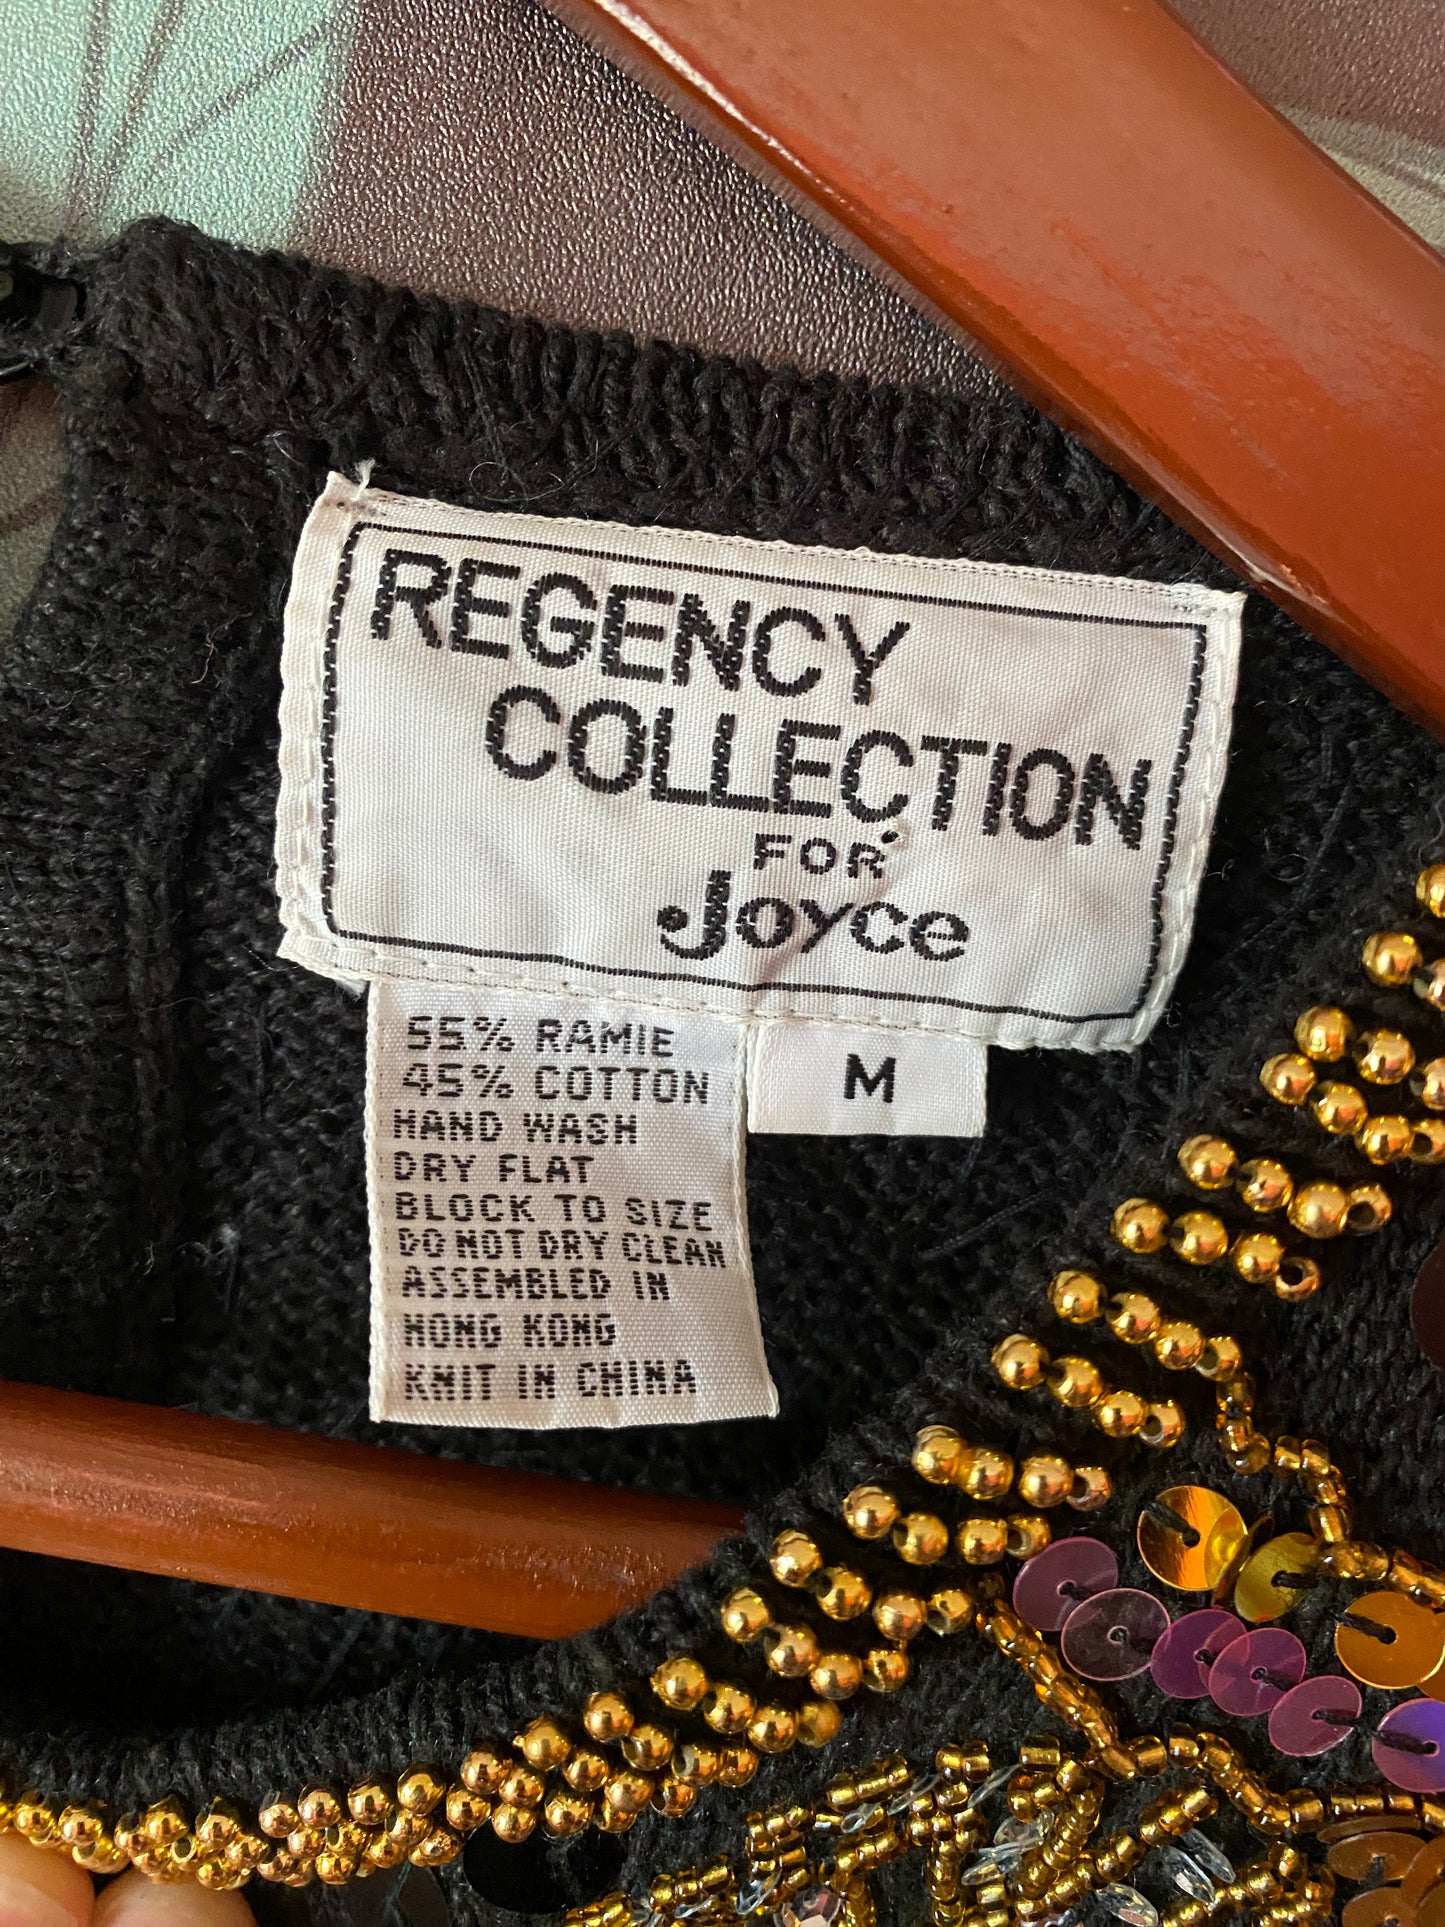 REGENCY
COLLECTION
FOR
Joyce
55% RAMIE
45% COTTON
HAND WASH
DRY FLAT
BLOCK TO SIZE
DO NOT DRY CLEAN
ASSEMBLED IN
HONG KONG
KNIT IN CHINA
M